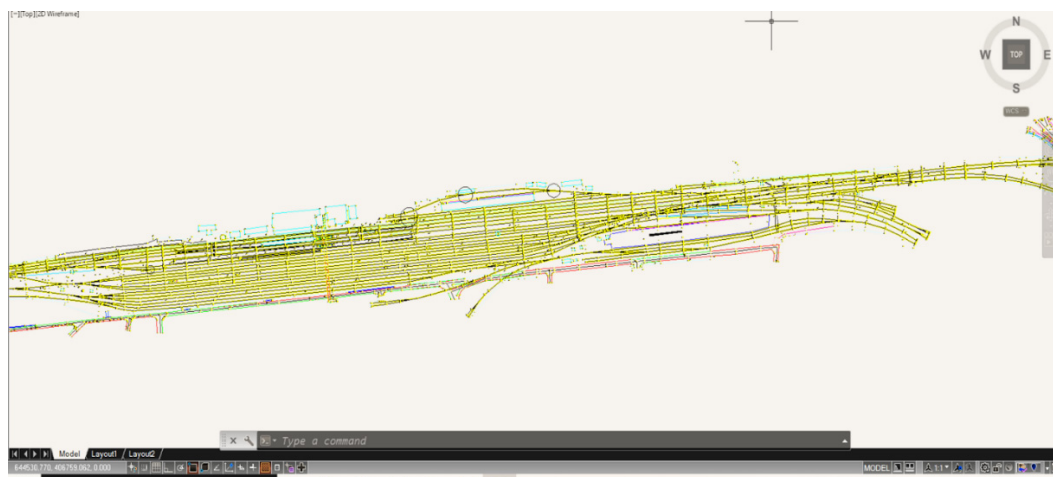 [−][Top][2D Wireframe]
N
W
TOP
E
S
WCS
Type a command
Model
Layout1
Layout2
644530.770, 406759.062, 0.000
MODEL
1:1